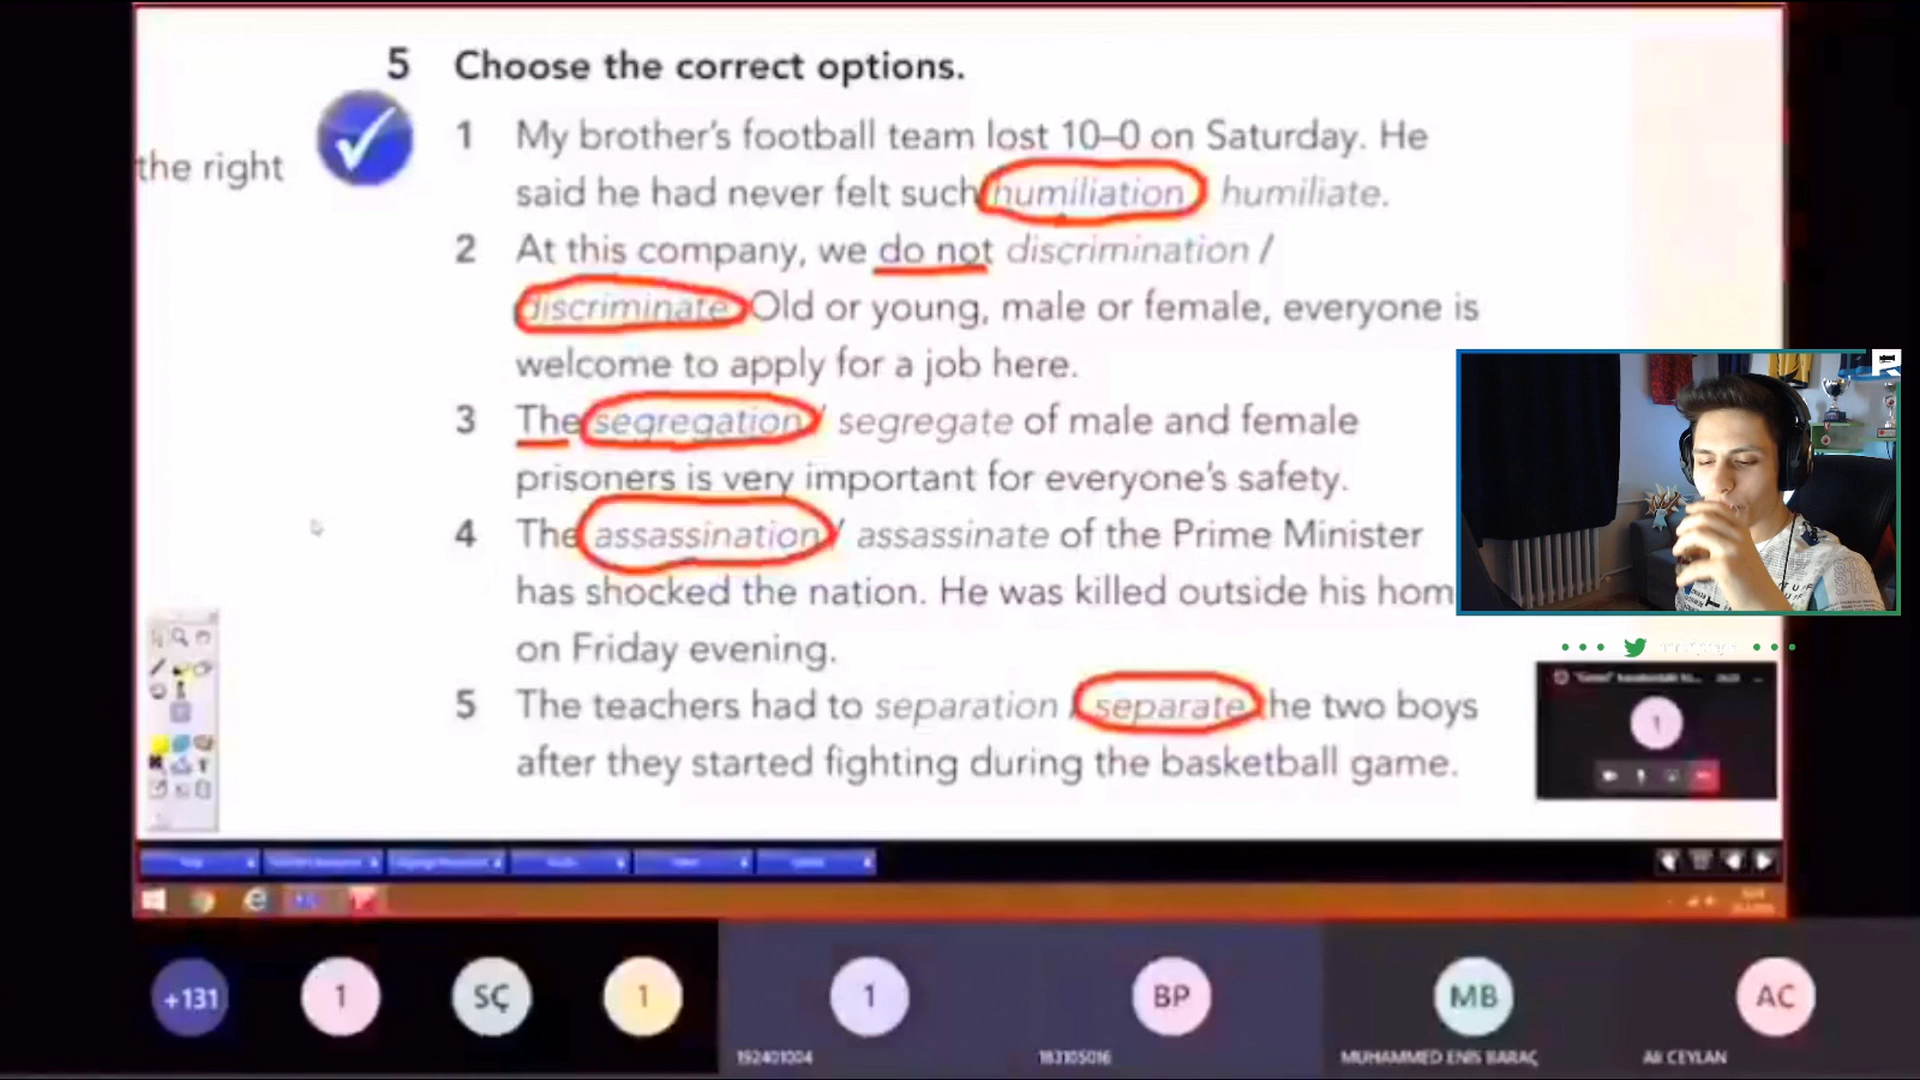 5 Choose the correct options.
the right
1 My brother's football team lost 10–0 on Saturday. He
said he had never felt such humiliation humiliate.
2 At this company, we do not discrimination /
discriminate Old or young, male or female, everyone is
welcome to apply for a job here.
3 The segregation / segregate of male and female
prisoners is very important for everyone's safety.
4 The assassination / assassinate of the Prime Minister
has shocked the nation. He was killed outside his hom
on Friday evening.
5 The teachers had to separation / separate the two boys
after they started fighting during the basketball game.
1
+131
1
SÇ
1
1
BP
MB
AC
192401004
183105016
MUHAMMED ENİS BARAÇ
Ali CEYLAN